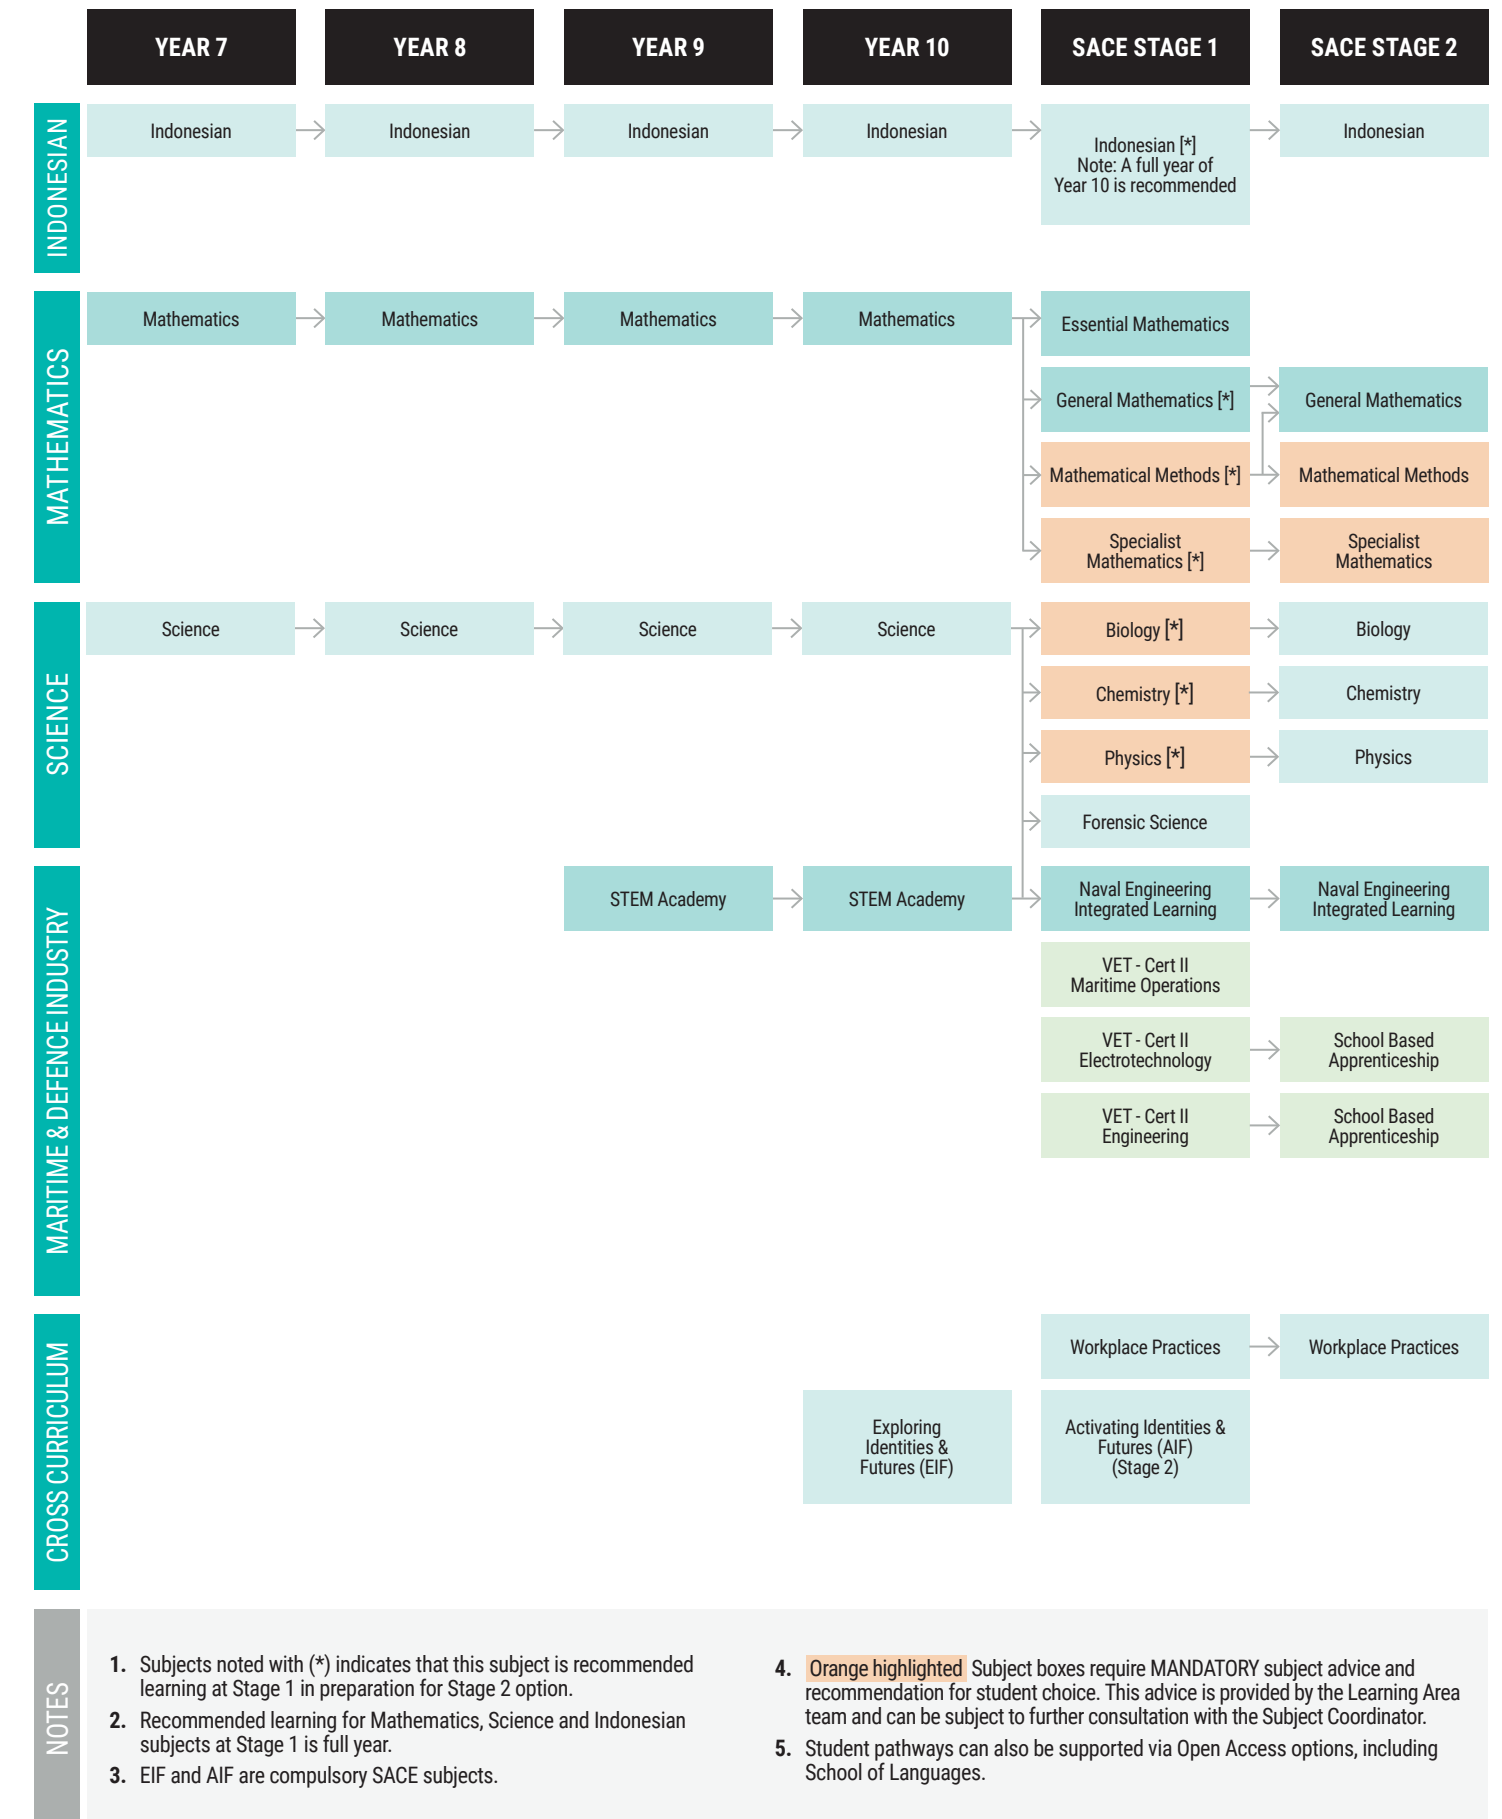 YEAR 7
YEAR 8
YEAR 9
YEAR 10
SACE STAGE 1
SACE STAGE 2
INDONESIAN
Indonesian
Indonesian
Indonesian
Indonesian
Indonesian [*]
Note: A full year of
Year 10 is recommended
Indonesian
MATHEMATICS
Mathematics
Mathematics
Mathematics
Mathematics
Essential Mathematics
General Mathematics [*]
General Mathematics
Mathematical Methods [*]
Mathematical Methods
Specialist
Mathematics [*]
Specialist
Mathematics
SCIENCE
Science
Science
Science
Science
Biology [*]
Biology
Chemistry [*]
Chemistry
Physics [*]
Physics
Forensic Science
MARITIME & DEFENCE INDUSTRY
STEM Academy
STEM Academy
Naval Engineering
Integrated Learning
Naval Engineering
Integrated Learning
VET - Cert II
Maritime Operations
VET - Cert II
Electrotechnology
School Based
Apprenticeship
VET - Cert II
Engineering
School Based
Apprenticeship
CROSS CURRICULUM
Workplace Practices
Workplace Practices
Exploring
Identities &
Futures (EIF)
Activating Identities &
Futures (AIF)
(Stage 2)
NOTES
1. Subjects noted with (*) indicates that this subject is recommended
learning at Stage 1 in preparation for Stage 2 option.
2. Recommended learning for Mathematics, Science and Indonesian
subjects at Stage 1 is full year.
3. EIF and AIF are compulsory SACE subjects.
4. Orange highlighted Subject boxes require MANDATORY subject advice and
recommendation for student choice. This advice is provided by the Learning Area
team and can be subject to further consultation with the Subject Coordinator.
5. Student pathways can also be supported via Open Access options, including
School of Languages.